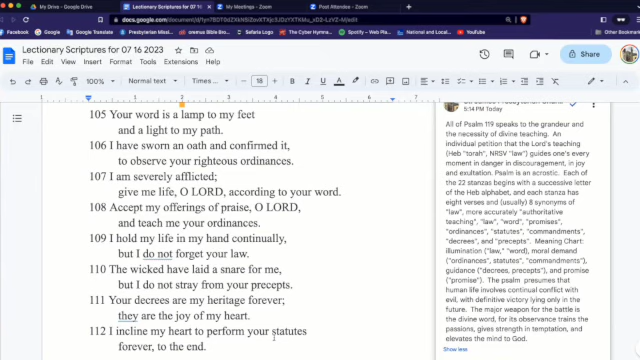 My Drive - Google Drive
Lectionary Scriptures for 07 16
My Meetings - Zoom
Post Attendee - Zoom
Facebook
Google
Google Translate
Presbyterian Missi
oremus Bible Bro
Sefaria Logo
The Cyber Hymna
YouTube
Other Bookmarks
Lectionary Scriptures for 07 16 2023
File Edit View Insert Format Tools Extensions Help
Share
100%
Normal text
Times ...
18
105 Your word is a lamp to my feet
and a light to my path.
106 I have sworn an oath and confirmed it,
to observe your righteous ordinances.
107 I am severely afflicted;
give me life, O LORD, according to your word.
108 Accept my offerings of praise, O LORD,
and teach me your ordinances.
109 I hold my life in my hand continually,
but I do not forget your law.
110 The wicked have laid a snare for me,
but I do not stray from your precepts.
111 Your decrees are my heritage forever;
they are the joy of my heart.
112 I incline my heart to perform your statutes
forever, to the end.
5:14 PM Today
All of Psalm 119 speaks to the grandeur and
the necessity of divine teaching. An
individual petition that the Lord's teaching
(Heb "torah", NRSV "law") guides one's every
moment in danger in discouragement, in joy
and exultation. Psalm is an acrostic. Each of
the 22 stanzas begins with a successive letter
of the Heb alphabet, and each stanza has
eight verses and (usually) 8 synonyms of
"law", more accurately "authoritative
teaching", law", "word", "promises",
"ordinances", "statutes", "commandments",
"decrees", and "precepts". Meaning Chart:
illumination ("law, "word"), moral demand
("ordinances", statutes", "commandments"),
guidance ("decrees, precepts"), and promise
("promise"). The psalm presumes that
human life involves continual conflict with
evil, with definitive victory lying only in the
future. The major weapon for the battle is
the divine word, for its observance trains the
passions, gives strength in temptation, and
elevates the mind to God.
Show less